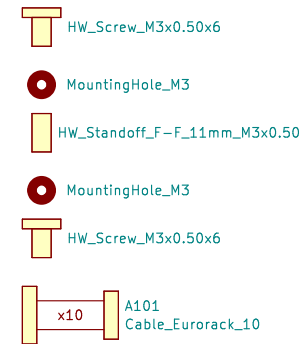 HW_Screw_M3x0.50x6
MountingHole_M3
HW_Standoff_F-F_11mm_M3x0.50
MountingHole_M3
HW_Screw_M3x0.50x6
x10
A101
Cable_Eurorack_10